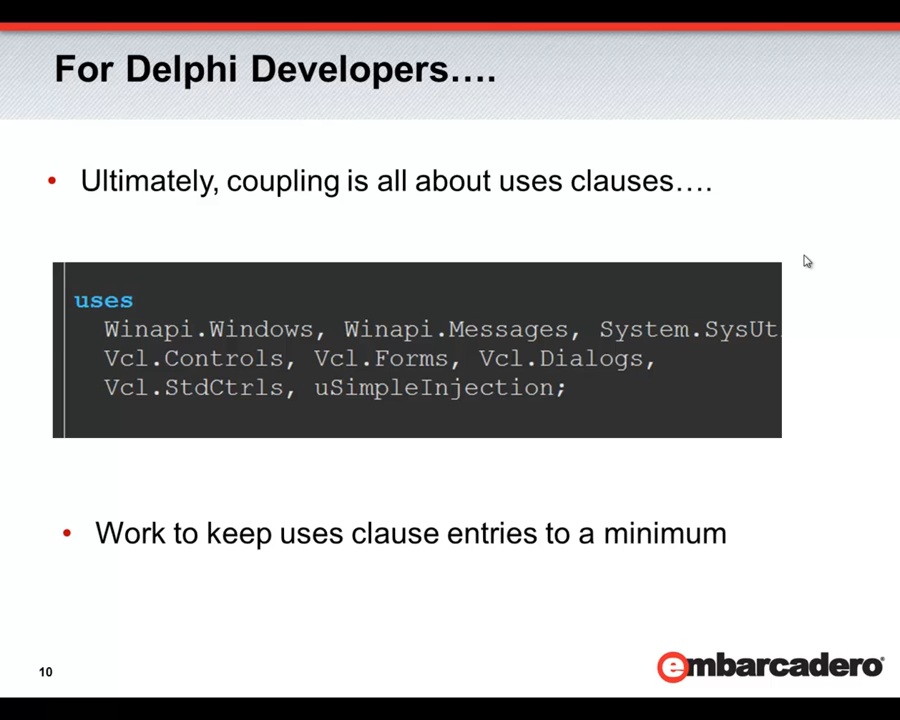 For Delphi Developers….
• Ultimately, coupling is all about uses clauses….
uses
Winapi.Windows, Winapi.Messages, System.SysUt
Vcl.Controls, Vcl.Forms, Vcl.Dialogs,
Vcl.StdCtrls, uSimpleInjection;
• Work to keep uses clause entries to a minimum
10
embarcadero